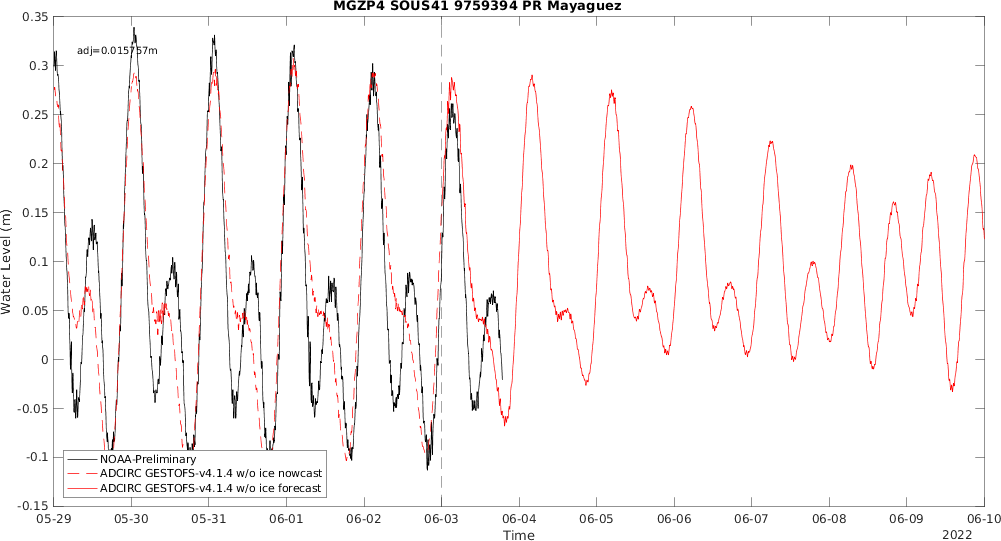 MGZP4 SOUS41 9759394 PR Mayaguez
0.35
adj=0.015757m
0.3
0.25
0.2
0.15
0.1
0.05
0
-0.05
-0.1
-0.15
Water Level (m)
NOAA-Preliminary
ADCIRC GESTOFS-v4.1.4 w/o ice nowcast
ADCIRC GESTOFS-v4.1.4 w/o ice forecast
05-29 05-30 05-31 06-01 06-02 06-03 06-04 06-05 06-06 06-07 06-08 06-09 06-10
Time
2022